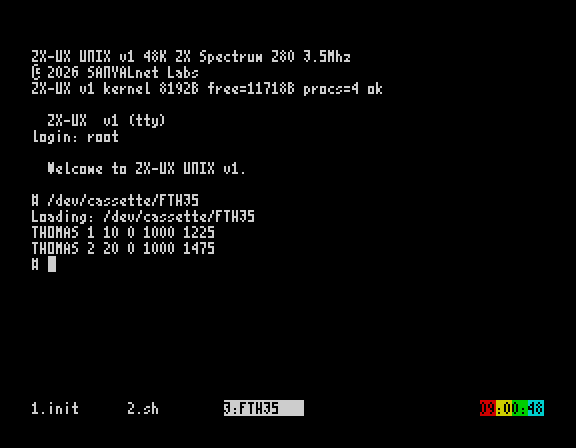 ZX-UX UNIX v1 48K ZX Spectrum Z80 3.5Mhz
© 2026 SANYALnet Labs
ZX-UX v1 kernel 8192B free=11718B procs=4 ok
ZX-UX  v1 (tty)
login: root
Welcome to ZX-UX UNIX v1.
# /dev/cassette/FTH35
Loading: /dev/cassette/FTH35
THOMAS 1 10 0 1000 1225
THOMAS 2 20 0 1000 1475
#
1.init 2.sh 3.FTH35 09:00:48